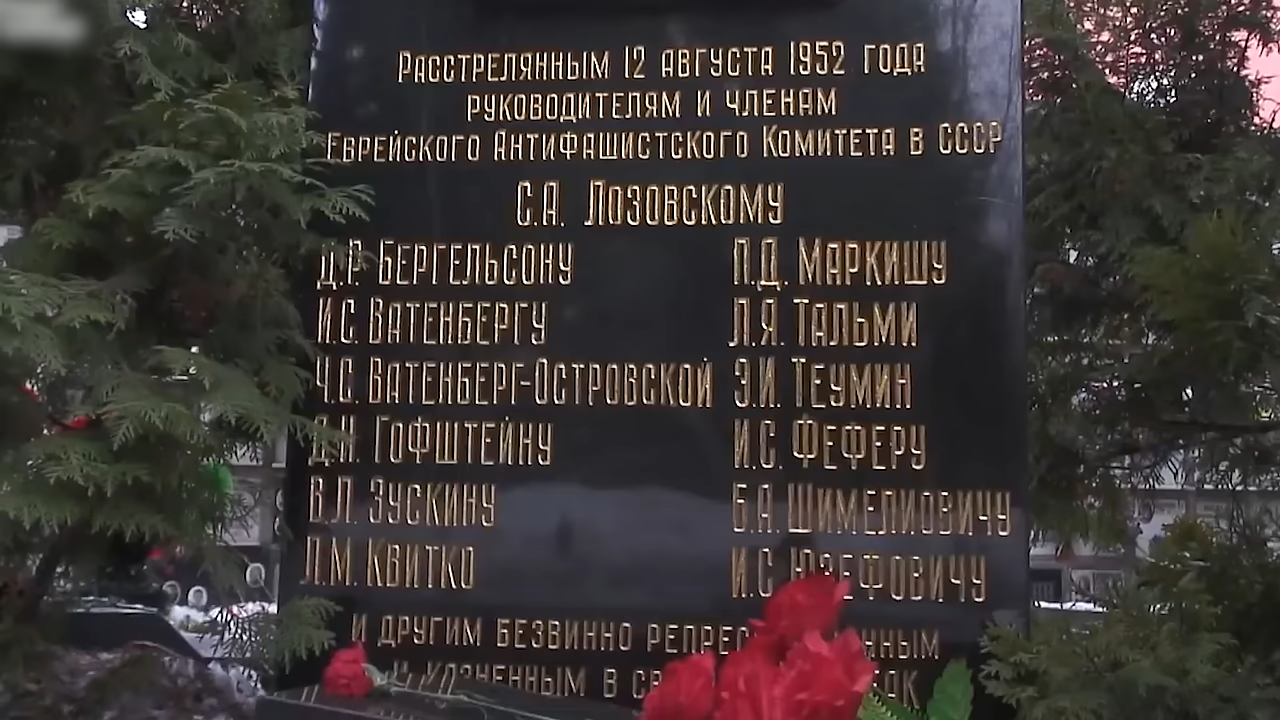 Расстрелянным 12 августа 1952 года
руководителям и членам
Еврейского Антифашистского Комитета в СССР
С.А. Лозовскому
Д.Р. Бергельсону П.Д. Маркишу
И.С. Ватенбергу Л.Я. Тальми
Ч.С. Ватенберг-Островской Э.И. Теумин
Д.Н. Гофштейну И.С. Феферу
В.Л. Зускину Б.А. Шимелиовичу
Л.М. Квитко И.С. Юзефовичу
и другим безвинно
в